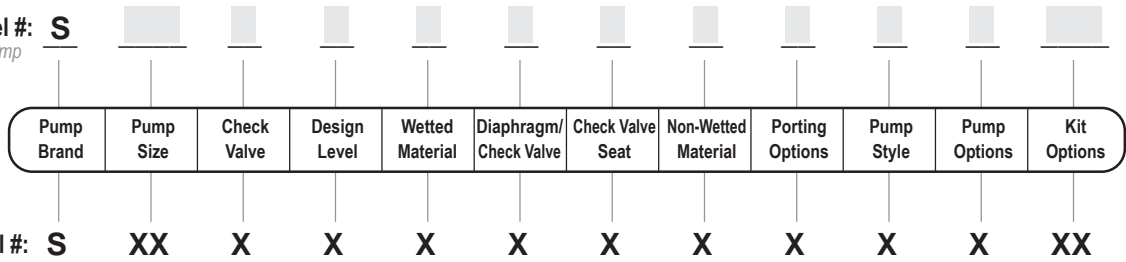 el #: S
mp
Pump Brand
Pump Size
Check Valve
Design Level
Wetted Material
Diaphragm/ Check Valve
Check Valve Seat
Non-Wetted Material
Porting Options
Pump Style
Pump Options
Kit Options
l #: S XX X X X X X X X X X XX